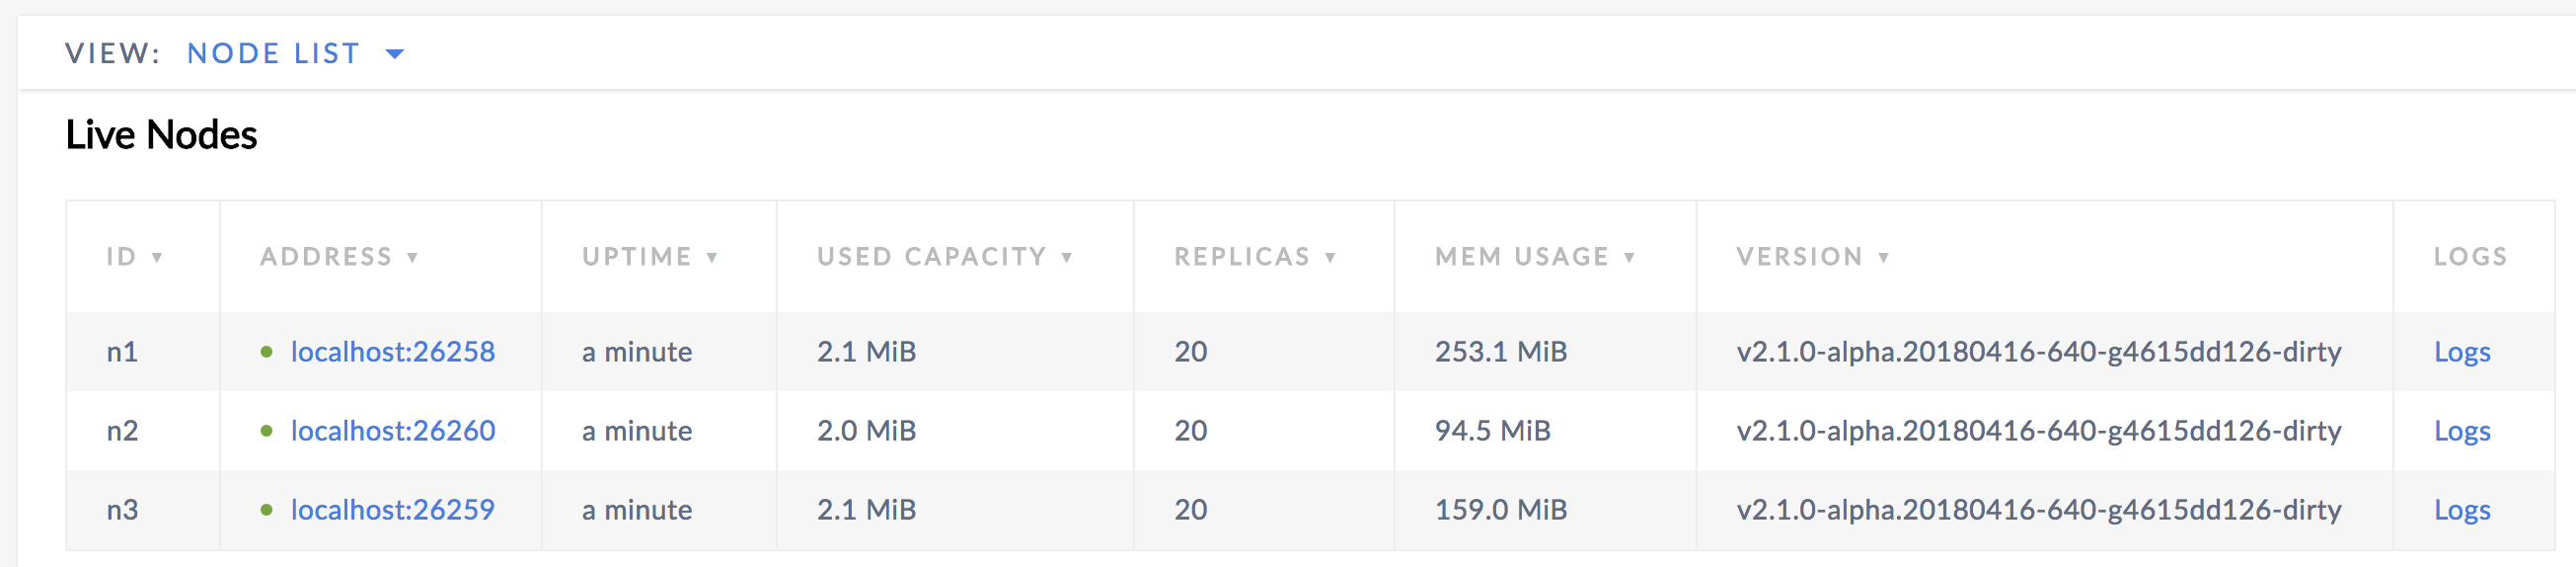 VIEW: NODE LIST
Live Nodes
ID ADDRESS UPTIME USED CAPACITY REPLICAS MEM USAGE VERSION LOGS
n1 localhost:26258 a minute 2.1 MiB 20 253.1 MiB v2.1.0-alpha.20180416-640-g4615dd126-dirty Logs
n2 localhost:26260 a minute 2.0 MiB 20 94.5 MiB v2.1.0-alpha.20180416-640-g4615dd126-dirty Logs
n3 localhost:26259 a minute 2.1 MiB 20 159.0 MiB v2.1.0-alpha.20180416-640-g4615dd126-dirty Logs